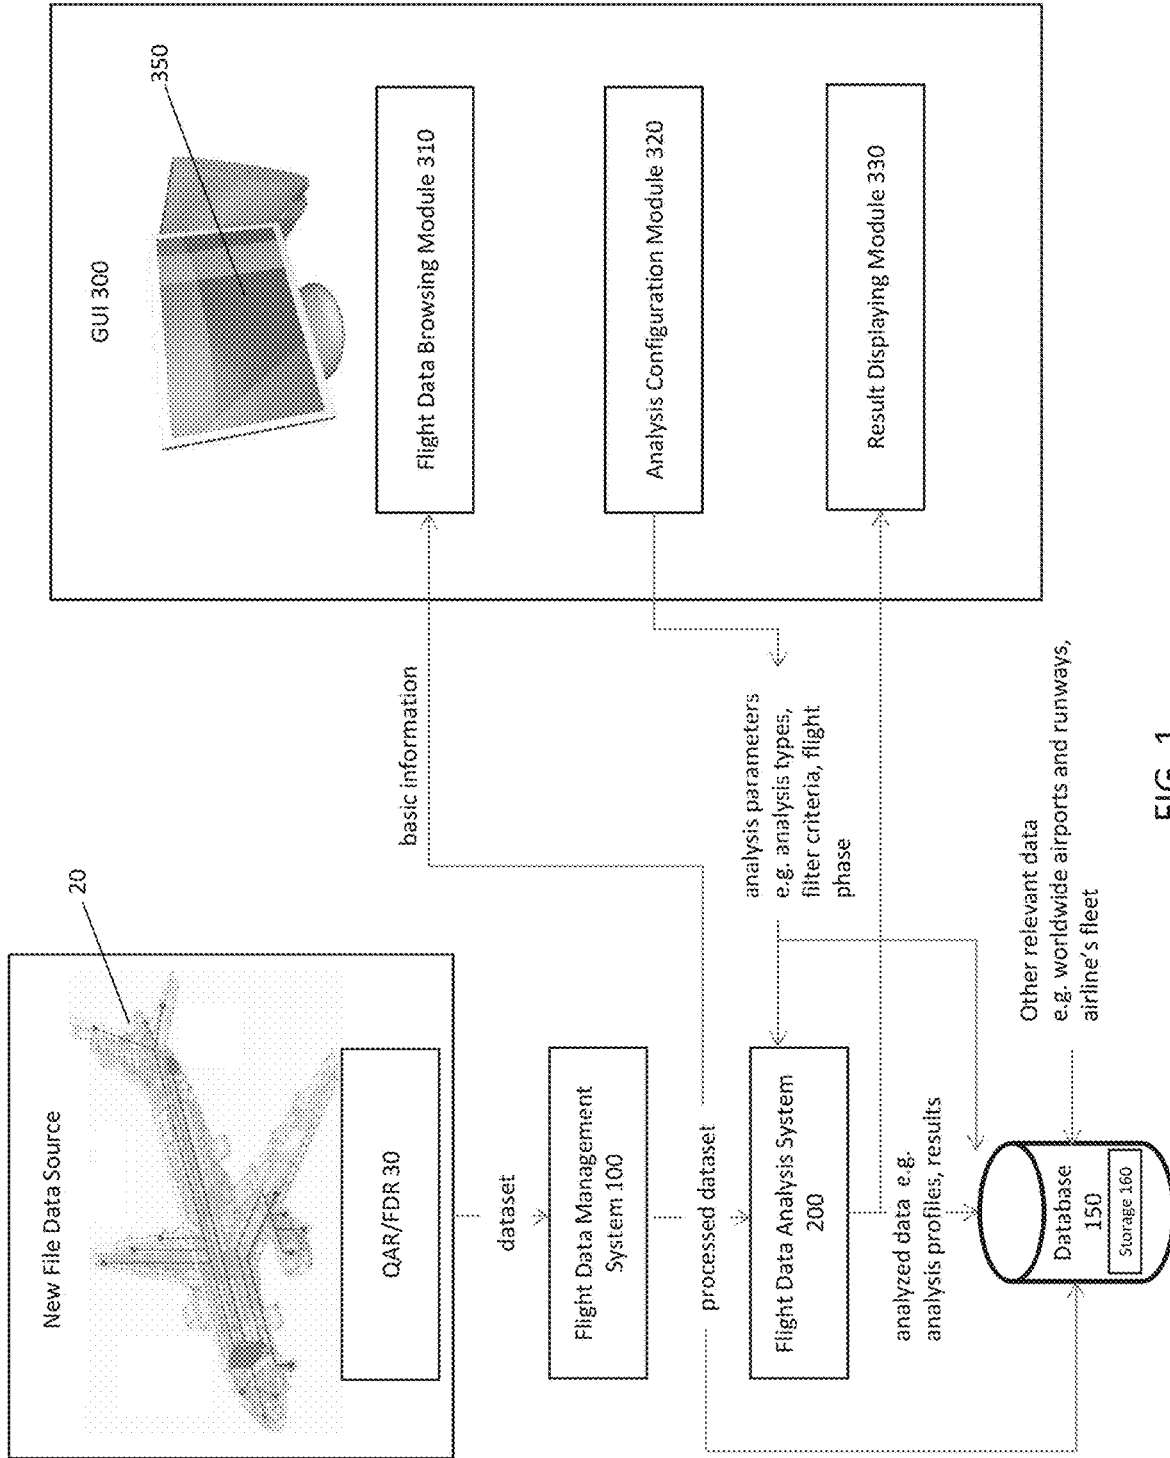 New File Data Source
20
QAR/FDR 30
dataset
Flight Data Management
System 100
processed dataset
Flight Data Analysis System
200
analyzed data e.g.
analysis profiles, results
Database
150
Storage 160
basic information
analysis parameters
e.g. analysis types,
filter criteria, flight
phase
Other relevant data
e.g. worldwide airports and runways,
airline's fleet
GUI 300
350
Flight Data Browsing Module 310
Analysis Configuration Module 320
Result Displaying Module 330
FIG. 1